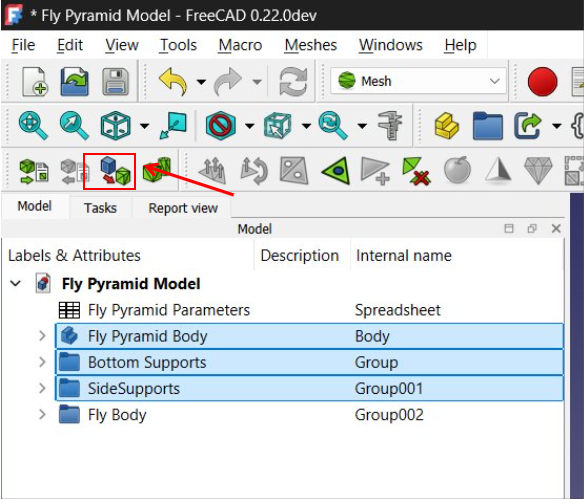 * Fly Pyramid Model - FreeCAD 0.22.0dev
File Edit View Tools Macro Meshes Windows Help
Mesh
Model Tasks Report view
Model
Labels & Attributes Description Internal name
Fly Pyramid Model
Fly Pyramid Parameters Spreadsheet
Fly Pyramid Body Body
Bottom Supports Group
SideSupports Group001
Fly Body Group002